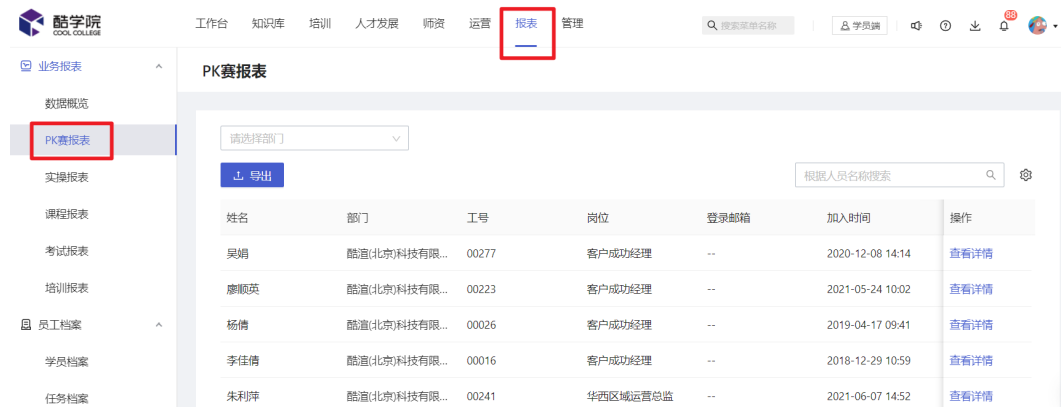 酷学院
COOL COLLEGE
工作台 知识库 培训 人才发展 师资 运营 报表 管理
搜索菜单名称
学员端
88
业务报表
数据概览
PK赛报表
实操报表
课程报表
考试报表
培训报表
员工档案
学员档案
任务档案
PK赛报表
请选择部门
导出
根据人员名称搜索
姓名 部门 工号 岗位 登录邮箱 加入时间 操作
吴娟 酷渲(北京)科技有限... 00277 客户成功经理 -- 2020-12-08 14:14 查看详情
廖顺英 酷渲(北京)科技有限... 00223 客户成功经理 -- 2021-05-24 10:02 查看详情
杨倩 酷渲(北京)科技有限... 00026 客户成功经理 -- 2019-04-17 09:41 查看详情
李佳倩 酷渲(北京)科技有限... 00016 客户成功经理 -- 2018-12-29 10:59 查看详情
朱利萍 酷渲(北京)科技有限... 00241 华西区域运营总监 -- 2021-06-07 14:52 查看详情